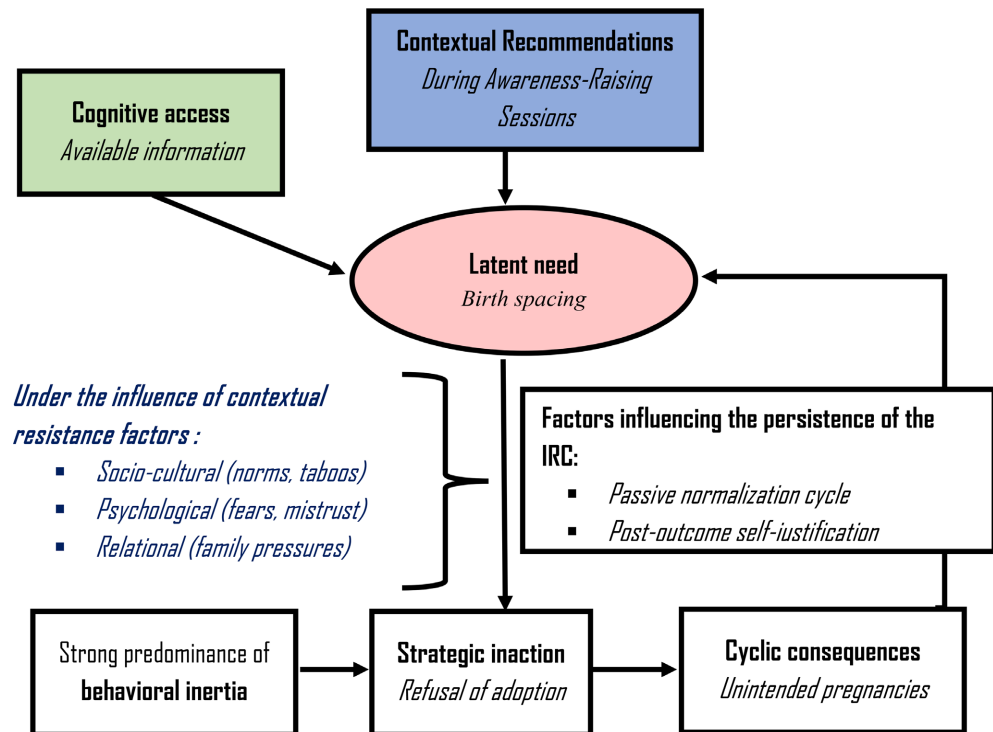 Contextual Recommendations
During Awareness-Raising
Sessions
Cognitive access
Available information
Latent need
Birth spacing
Under the influence of contextual
resistance factors :
▪ Socio-cultural (norms, taboos)
▪ Psychological (fears, mistrust)
▪ Relational (family pressures)
Factors influencing the persistence of the
IRC:
▪ Passive normalization cycle
▪ Post-outcome self-iustification
Strong predominance of
behavioral inertia
Strategic inaction
Refusal of adoption
Cyclic consequences
Unintended pregnancies